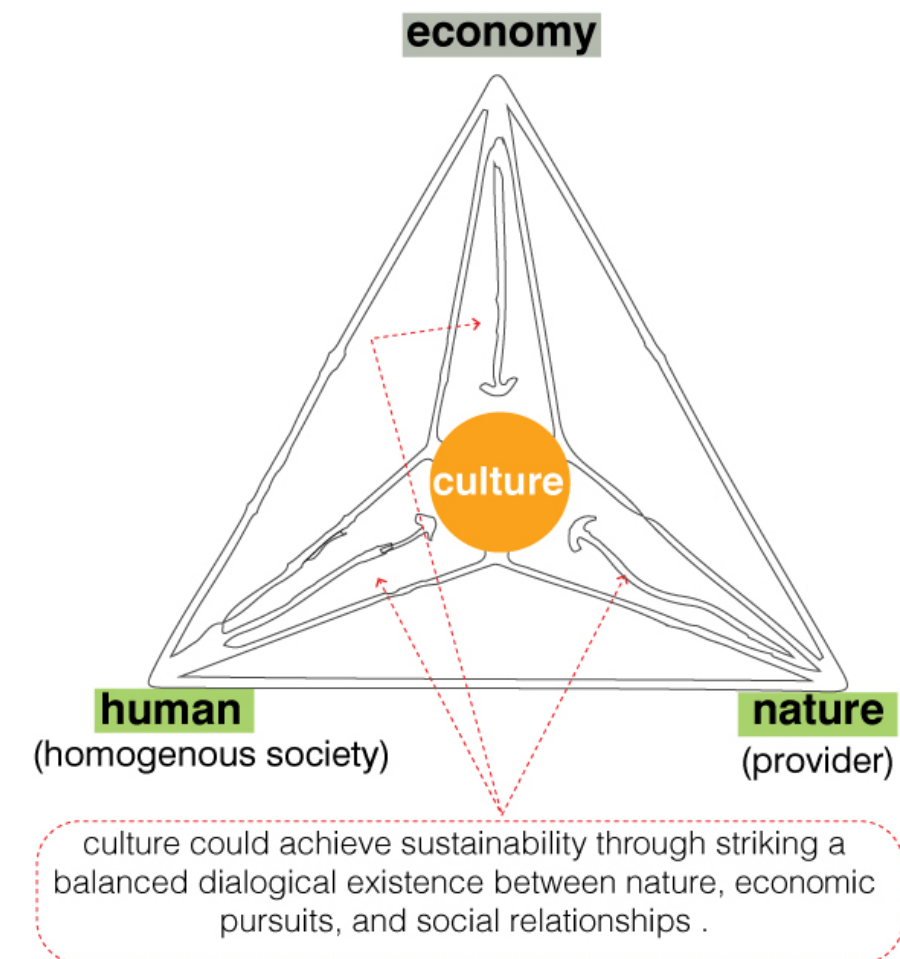 economy
culture
human
(homogenous society)
nature
(provider)
culture could achieve sustainability through striking a
balanced dialogical existence between nature, economic
pursuits, and social relationships .